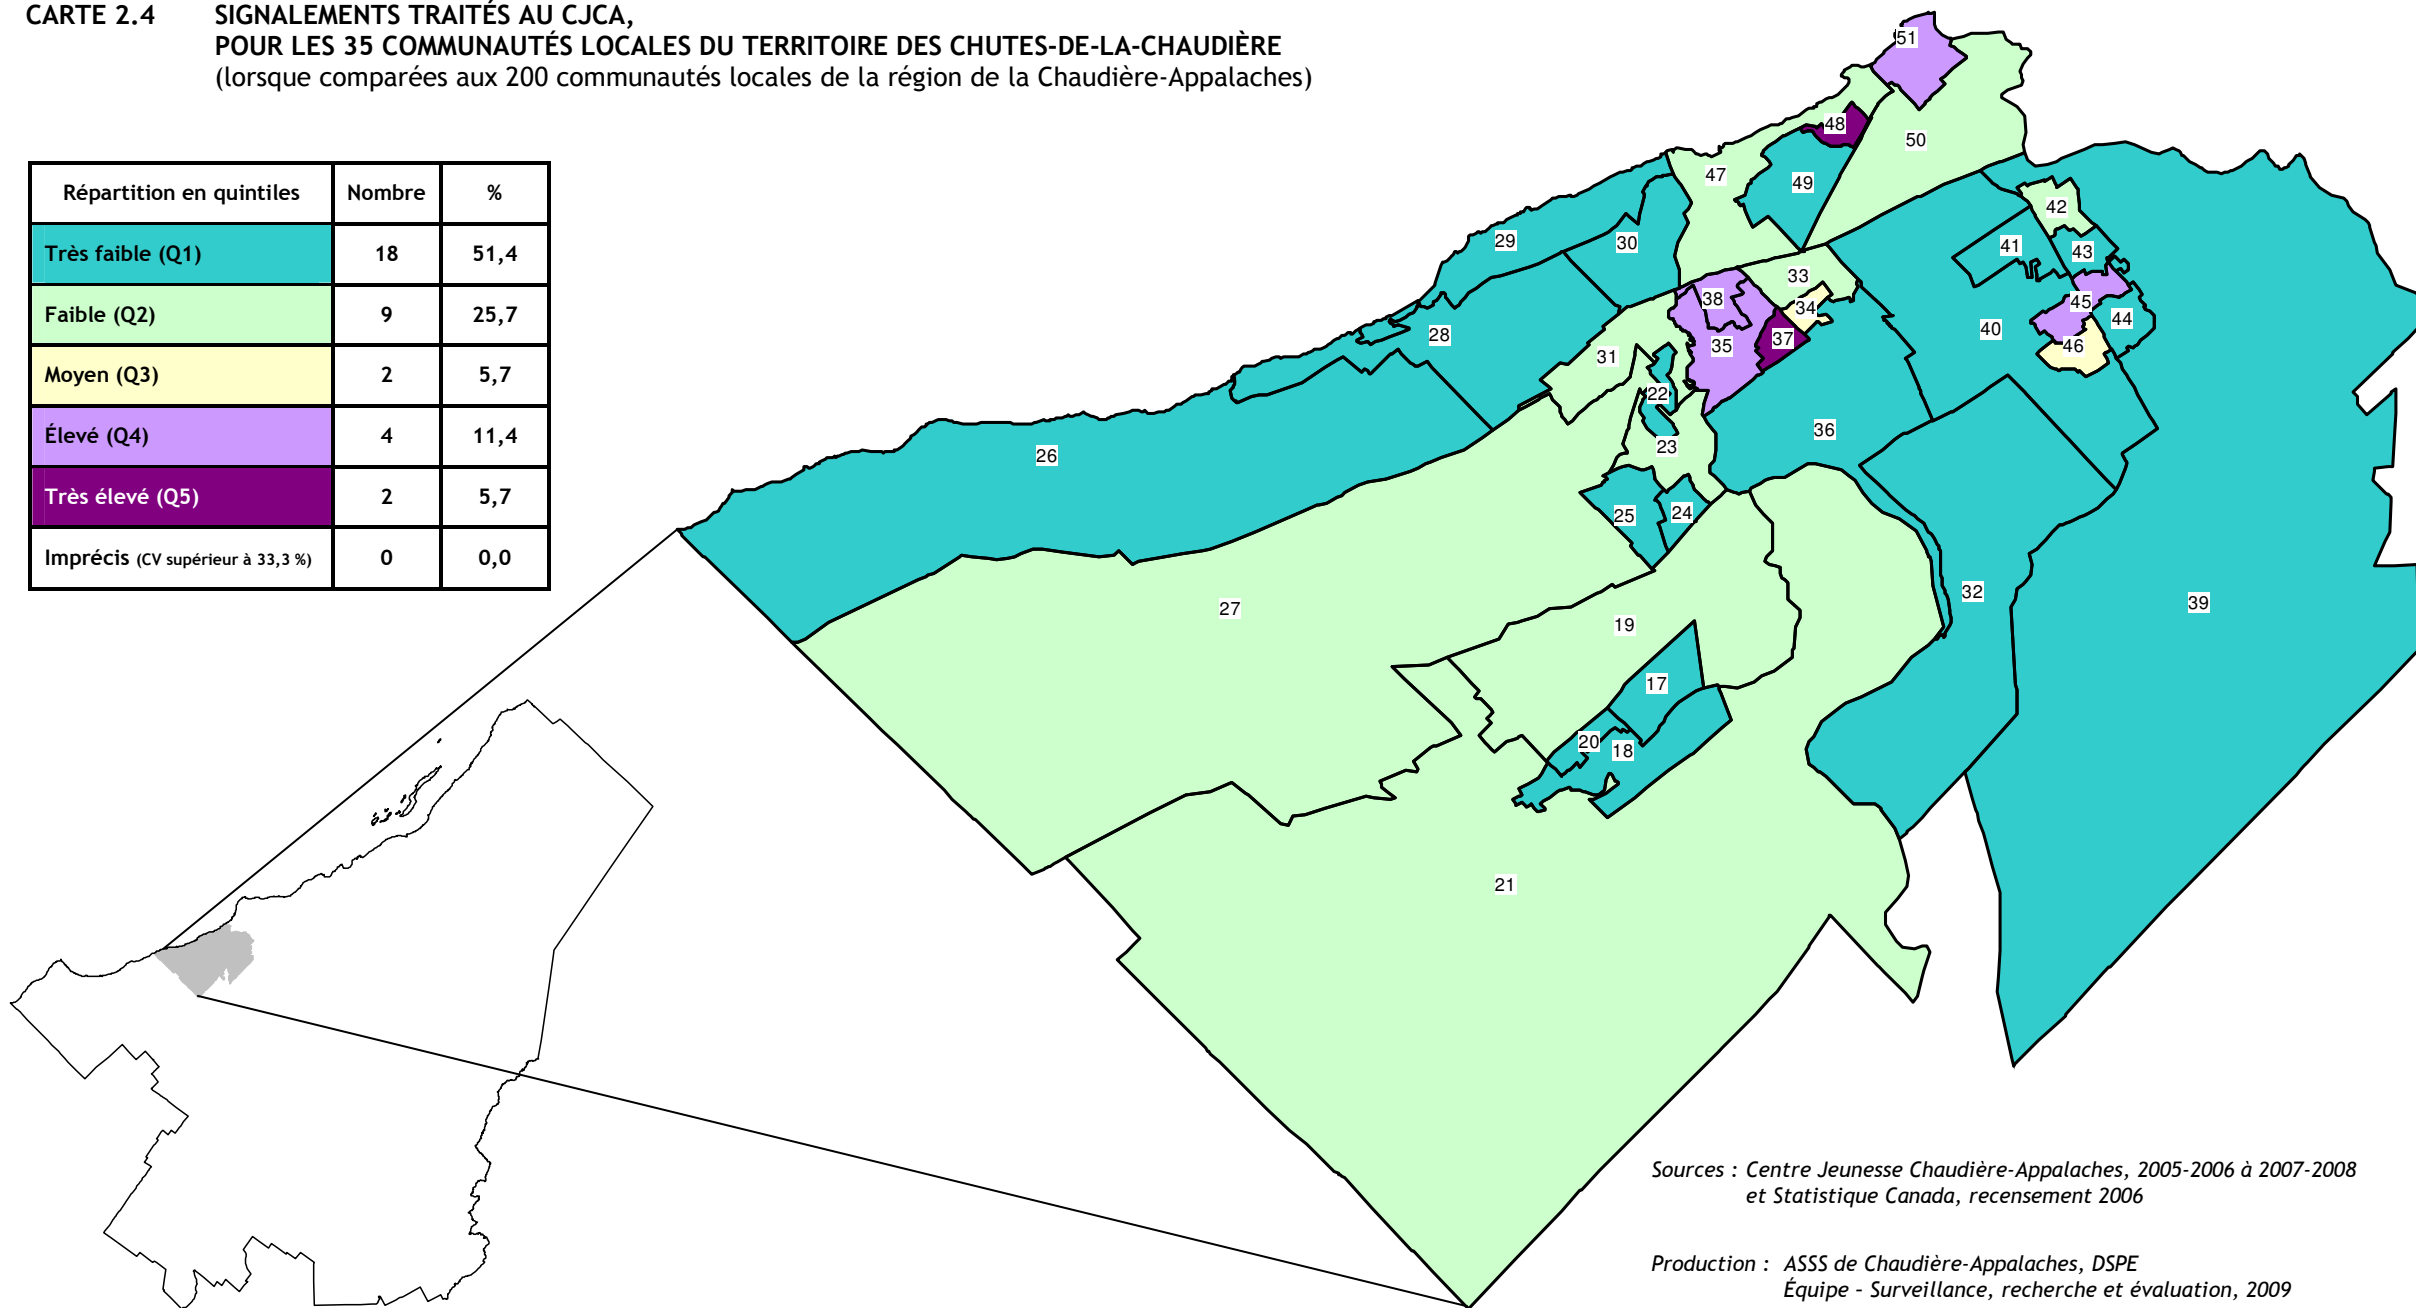 CARTE 2.4 SIGNALEMENTS TRAITÉS AU CJCA,
POUR LES 35 COMMUNAUTÉS LOCALES DU TERRITOIRE DES CHUTES-DE-LA-CHAUDIÈRE
(lorsque comparées aux 200 communautés locales de la région de la Chaudière-Appalaches)
Répartition en quintiles Nombre %
Très faible (Q1) 18 51,4
Faible (Q2) 9 25,7
Moyen (Q3) 2 5,7
Élevé (Q4) 4 11,4
Très élevé (Q5) 2 5,7
Imprécis (CV supérieur à 33,3 %) 0 0,0
51
48
50
47
49
42
29
30
41
43
33
38
45
34
44
28
40
37
35
46
31
22
36
23
26
24
25
32
39
27
19
17
20
18
21
Sources : Centre Jeunesse Chaudière-Appalaches, 2005-2006 à 2007-2008
et Statistique Canada, recensement 2006
Production : ASSS de Chaudière-Appalaches, DSPE
Équipe - Surveillance, recherche et évaluation, 2009